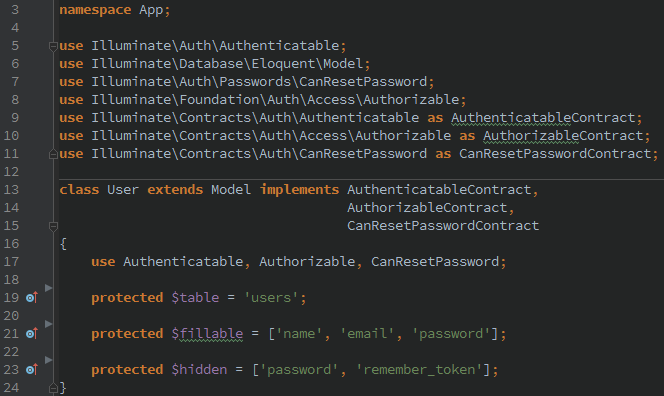 3 namespace App;
4
5 use Illuminate\Auth\Authenticatable;
6 use Illuminate\Database\Eloquent\Model;
7 use Illuminate\Auth\Passwords\CanResetPassword;
8 use Illuminate\Foundation\Auth\Access\Authorizable;
9 use Illuminate\Contracts\Auth\Authenticatable as AuthenticatableContract;
10 use Illuminate\Contracts\Auth\Access\Authorizable as AuthorizableContract;
11 use Illuminate\Contracts\Auth\CanResetPassword as CanResetPasswordContract;
12
13 class User extends Model implements AuthenticatableContract,
14                                     AuthorizableContract,
15                                     CanResetPasswordContract
16 {
17     use Authenticatable, Authorizable, CanResetPassword;
18
19     protected $table = 'users';
20
21     protected $fillable = ['name', 'email', 'password'];
22
23     protected $hidden = ['password', 'remember_token'];
24 }